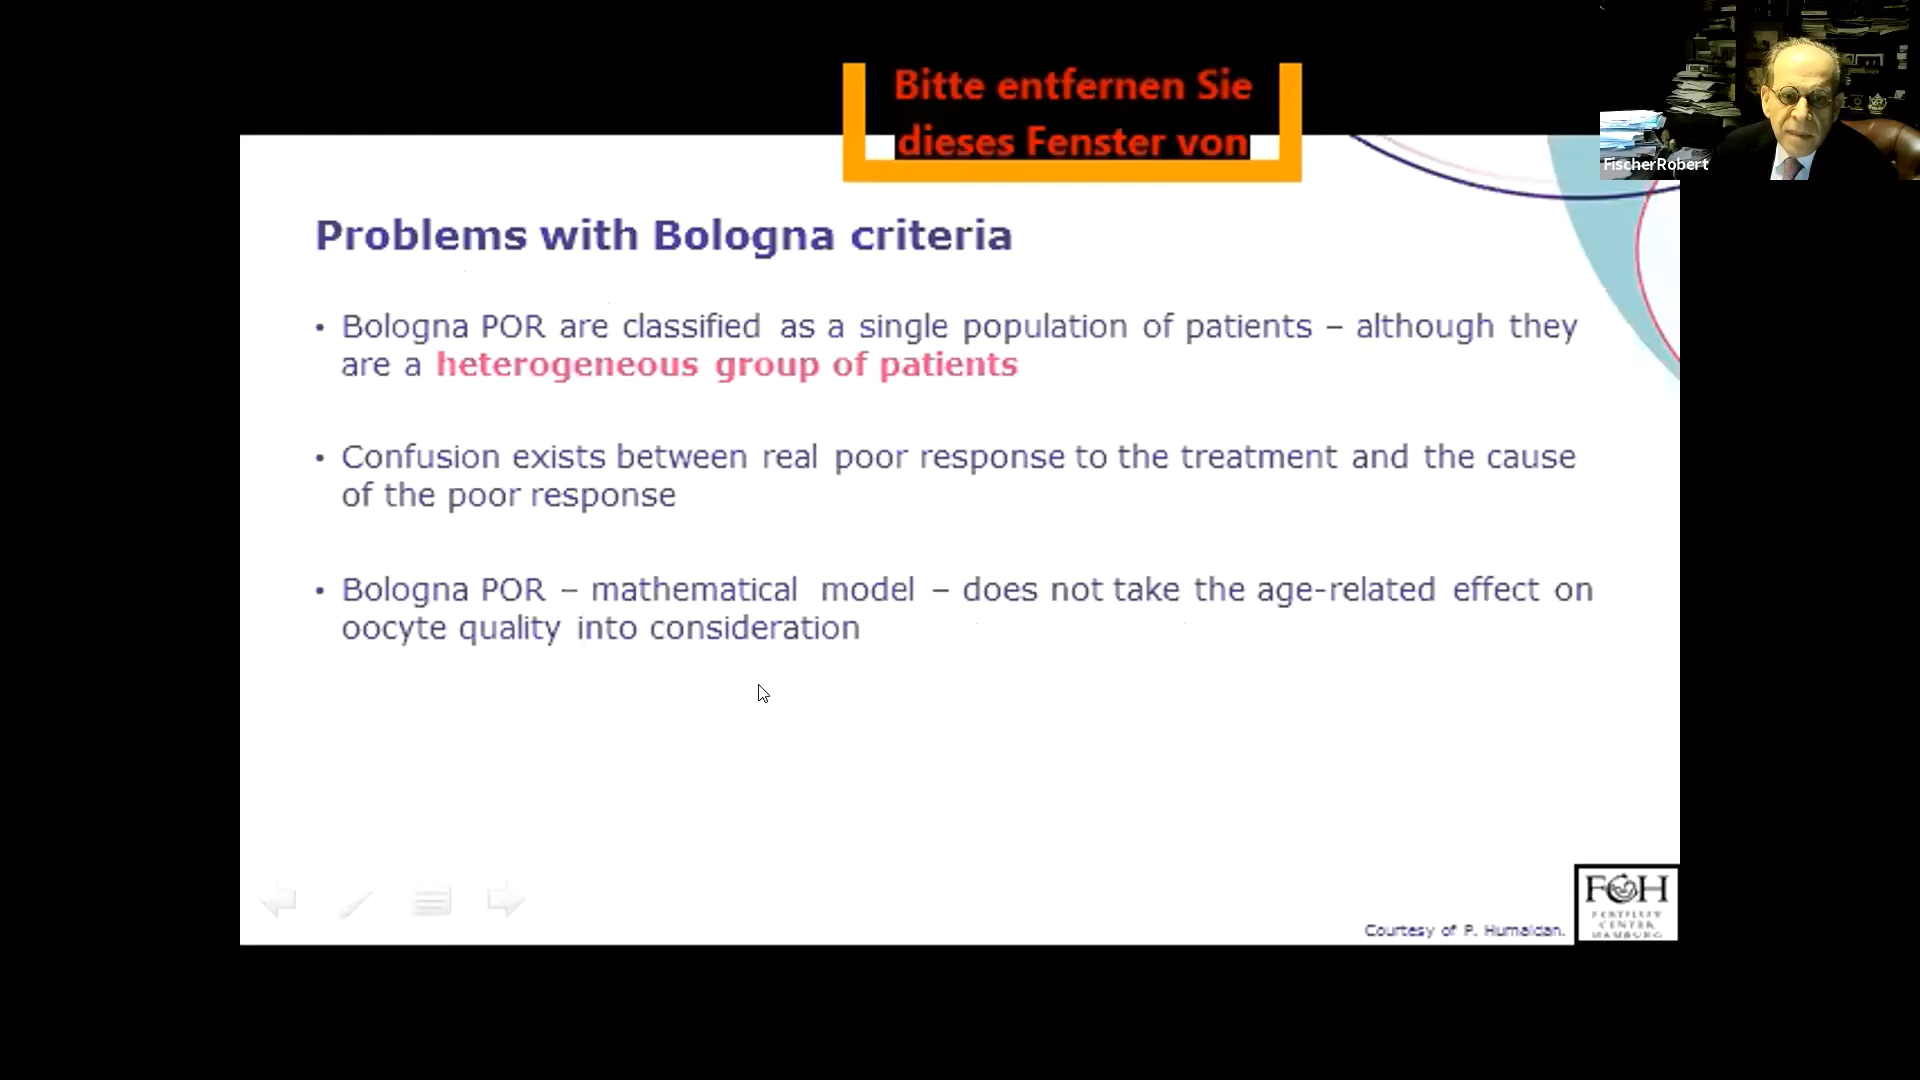 Bitte entfernen Sie
dieses Fenster von
FischerRobert
Problems with Bologna criteria
• Bologna POR are classified as a single population of patients – although they
are a heterogeneous group of patients
• Confusion exists between real poor response to the treatment and the cause
of the poor response
• Bologna POR – mathematical model – does not take the age-related effect on
oocyte quality into consideration
Courtesy of P. Humaidan.
FCH
FERTILITY
CENTER
HAMBURG